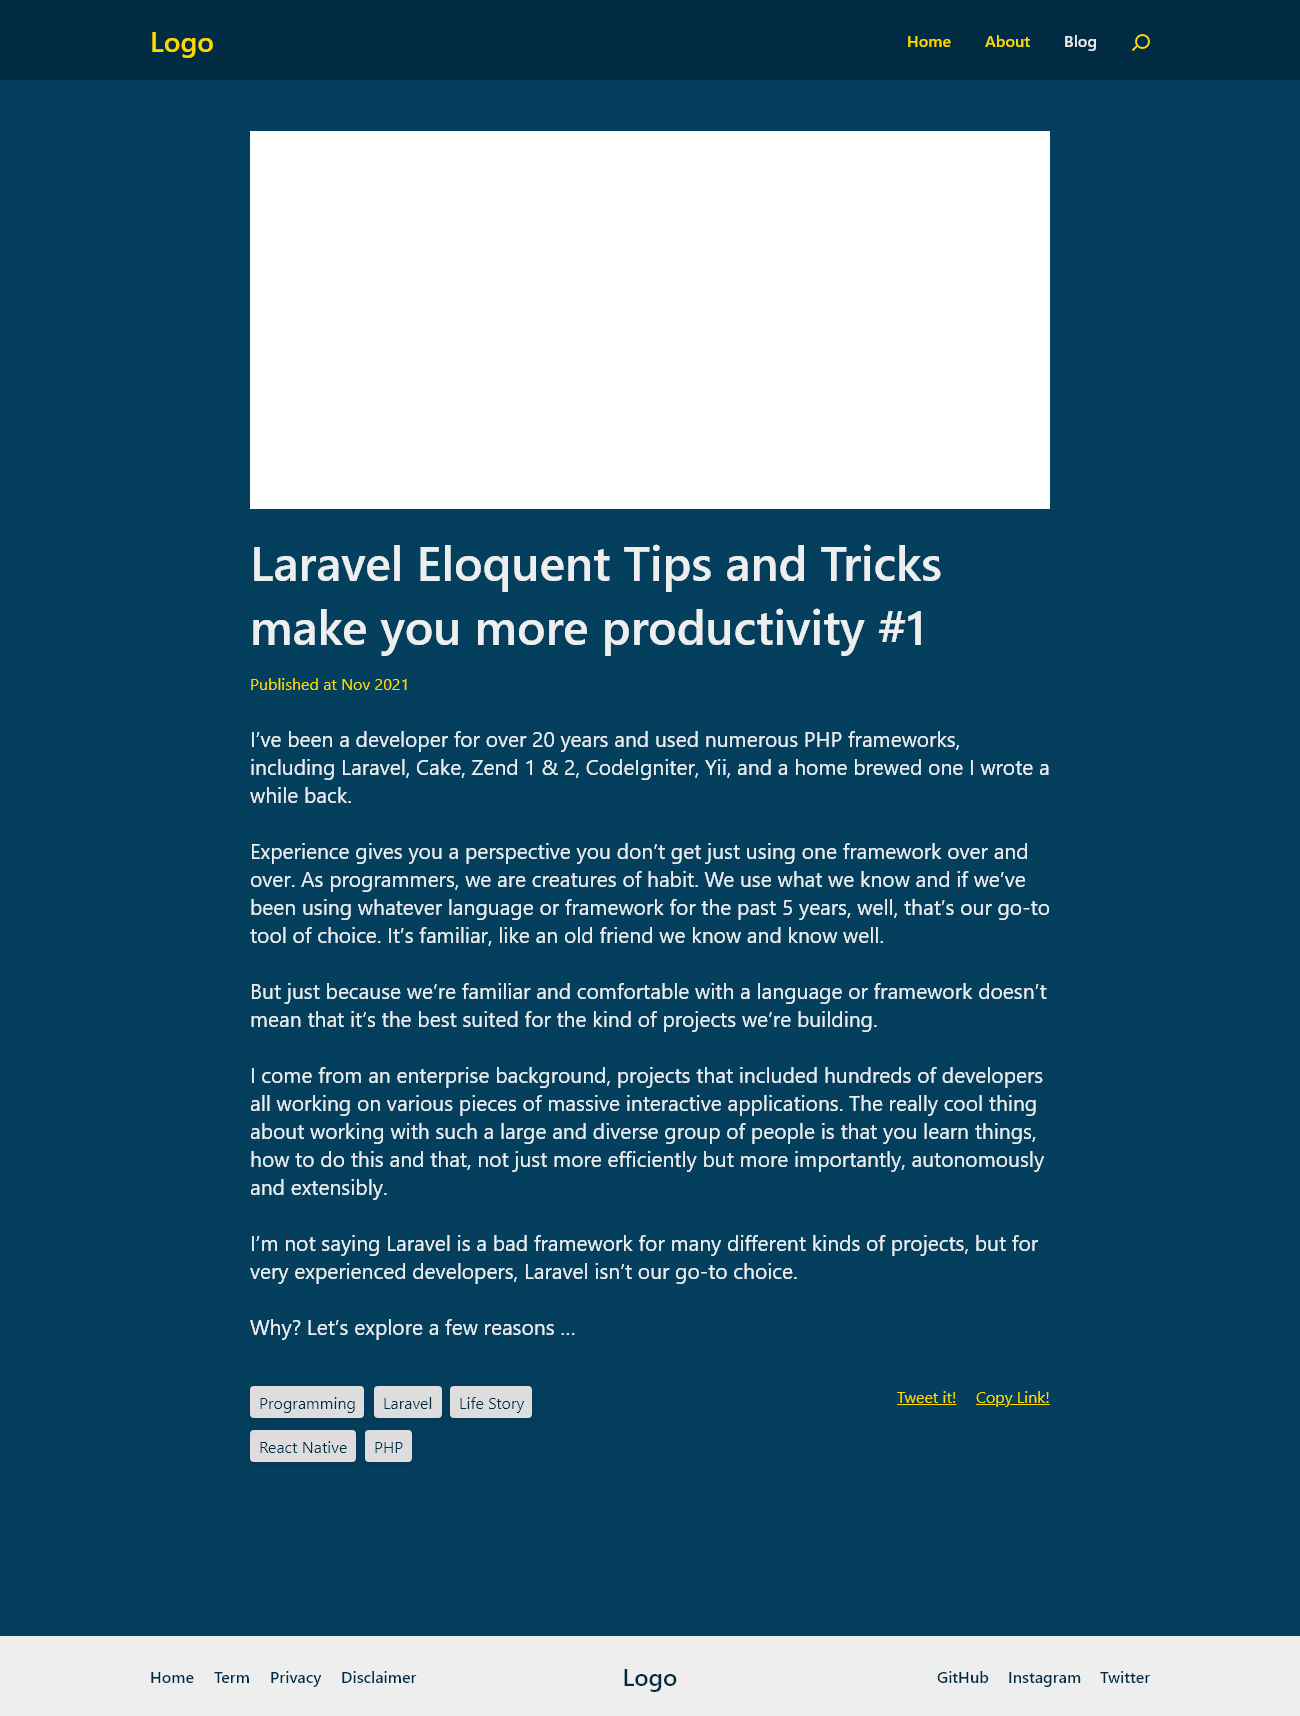 Logo
Home About Blog
Laravel Eloquent Tips and Tricks
make you more productivity #1
Published at Nov 2021
I’ve been a developer for over 20 years and used numerous PHP frameworks,
including Laravel, Cake, Zend 1 & 2, CodeIgniter, Yii, and a home brewed one I wrote a
while back.
Experience gives you a perspective you don’t get just using one framework over and
over. As programmers, we are creatures of habit. We use what we know and if we’ve
been using whatever language or framework for the past 5 years, well, that’s our go-to
tool of choice. It’s familiar, like an old friend we know and know well.
But just because we’re familiar and comfortable with a language or framework doesn’t
mean that it’s the best suited for the kind of projects we’re building.
I come from an enterprise background, projects that included hundreds of developers
all working on various pieces of massive interactive applications. The really cool thing
about working with such a large and diverse group of people is that you learn things,
how to do this and that, not just more efficiently but more importantly, autonomously
and extensibly.
I’m not saying Laravel is a bad framework for many different kinds of projects, but for
very experienced developers, Laravel isn’t our go-to choice.
Why? Let’s explore a few reasons …
Programming Laravel Life Story
Tweet it! Copy Link!
React Native PHP
Home Term Privacy Disclaimer
Logo
GitHub Instagram Twitter